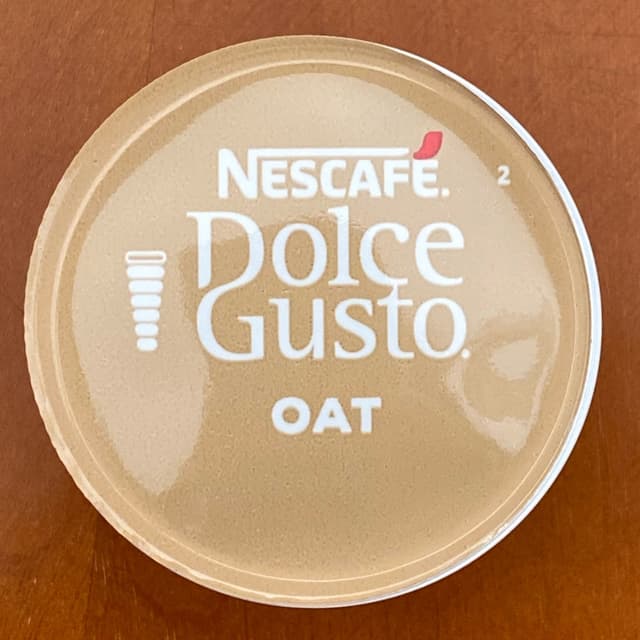 NESCAFÉ.
2
Dolce
Gusto.
OAT